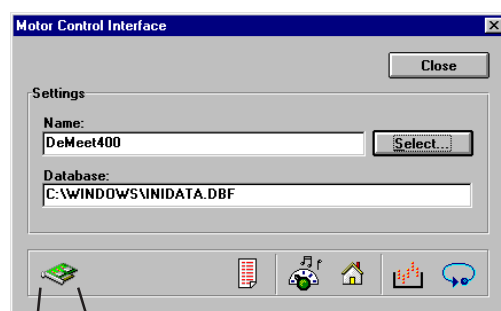 Motor Control Interface
Close
Settings
Name:
DeMeet400
Select...
Database:
C:\WINDOWS\INIDATA.DBF